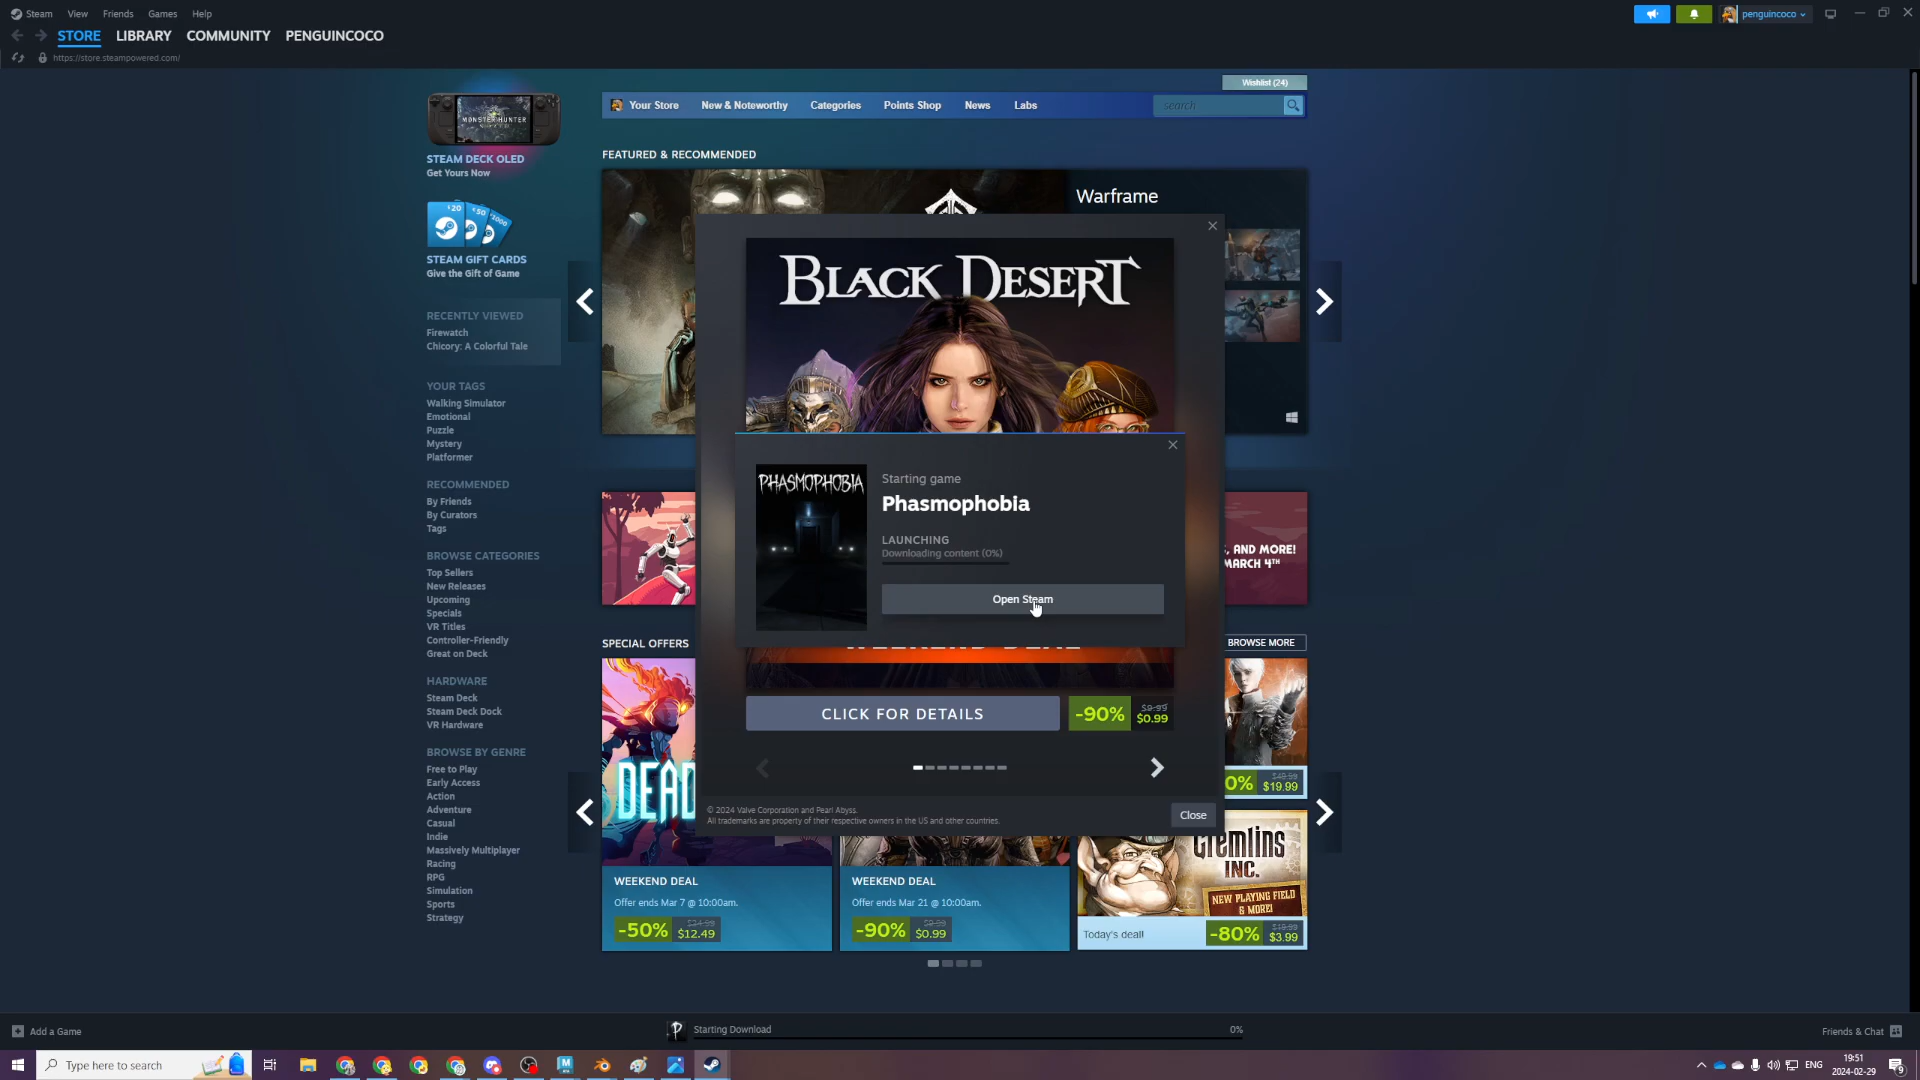 Steam View Friends Games Help
penguincoco
STORE LIBRARY COMMUNITY PENGUINCOCO
https://store.steampowered.com/
Wishlist (24)
Your Store New & Noteworthy Categories Points Shop News Labs
search
MONSTER HUNTER
STEAM DECK OLED
Get Yours Now
STEAM GIFT CARDS
Give the Gift of Game
RECENTLY VIEWED
Firewatch
Chicory: A Colorful Tale
YOUR TAGS
Walking Simulator
Emotional
Puzzle
Mystery
Platformer
RECOMMENDED
By Friends
By Curators
Tags
BROWSE CATEGORIES
Top Sellers
New Releases
Upcoming
Specials
VR Titles
Controller-Friendly
Great on Deck
HARDWARE
Steam Deck
Steam Deck Dock
VR Hardware
BROWSE BY GENRE
Free to Play
Early Access
Action
Adventure
Casual
Indie
Massively Multiplayer
Racing
RPG
Simulation
Sports
Strategy
FEATURED & RECOMMENDED
Warframe
BLACK DESERT
PHASMOPHOBIA
Starting game
Phasmophobia
LAUNCHING
Downloading content (0%)
Open Steam
WEEKEND DEAL
CLICK FOR DETAILS
-90% $9.99 $0.99
© 2024 Valve Corporation and Pearl Abyss.
All trademarks are property of their respective owners in the US and other countries.
Close
, AND MORE!
MARCH 4TH
SPECIAL OFFERS
BROWSE MORE
DEAD
WEEKEND DEAL
Offer ends Mar 7 @ 10:00am.
-50% $24.99 $12.49
WEEKEND DEAL
Offer ends Mar 21 @ 10:00am.
-90% $9.99 $0.99
0% $19.99
Gremlins
INC.
NEW PLAYING FIELD
& MORE!
Today's deal!
-80% $19.99 $3.99
Add a Game
Starting Download 0%
Friends & Chat
Type here to search
ENG
19:51
2024-02-29
9